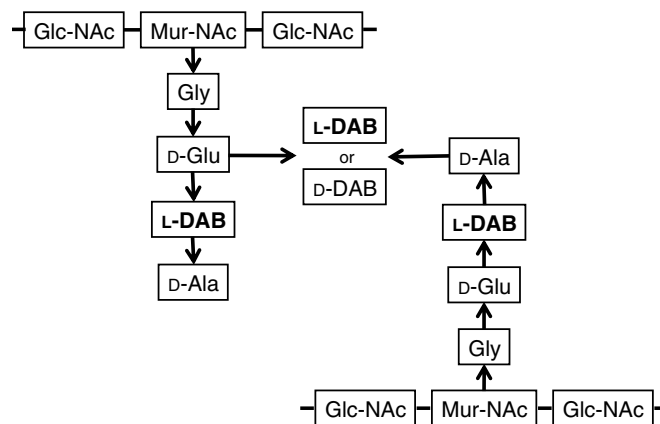 Glc-NAc Mur-NAc Glc-NAc
Gly
D-Glu
L-DAB
D-Ala
L-DAB
or
D-DAB
D-Ala
L-DAB
D-Glu
Gly
Glc-NAc Mur-NAc Glc-NAc